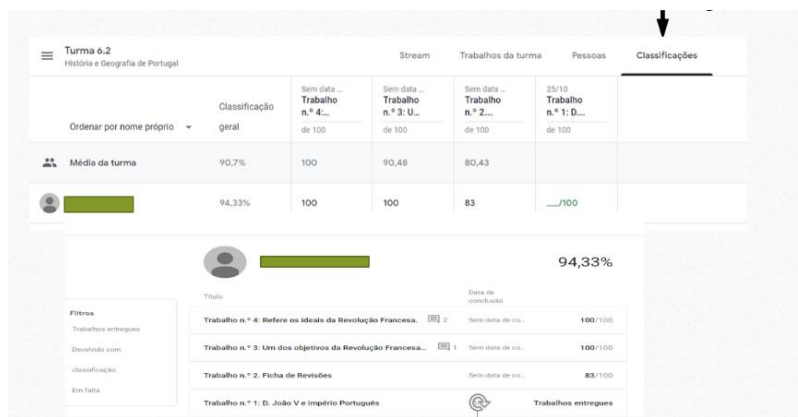 Turma 6.2
História e Geografia de Portugal
Stream
Trabalhos da turma
Pessoas
Classificações
Ordenar por nome próprio
Classificação
geral
Sem data ...
Trabalho
n.º 4:...
de 100
Sem data ...
Trabalho
n.º 3: U...
de 100
Sem data ...
Trabalho
n.º 2....
de 100
25/10
Trabalho
n.º 1: D....
de 100
Média da turma
90,7%
100
90,48
80,43
94,33%
100
100
83
__/100
94,33%
Título
Data de
conclusão
Filtros
Trabalhos entregues
Devolvido com
classificação
Em falta
Trabalho n.º 4: Refere os ideais da Revolução Francesa.
2
Sem data de co...
100/100
Trabalho n.º 3: Um dos objetivos da Revolução Francesa...
1
Sem data de co...
100/100
Trabalho n.º 2. Ficha de Revisões
Sem data de co...
83/100
Trabalho n.º 1: D. João V e império Português
Trabalhos entregues